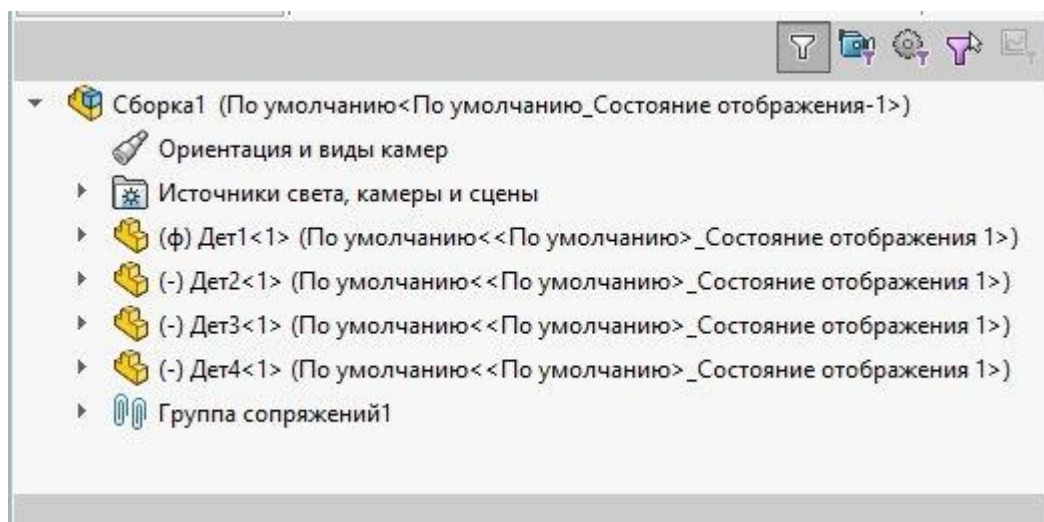 Сборка1 (По умолчанию<По умолчанию_Состояние отображения-1>)
Ориентация и виды камер
Источники света, камеры и сцены
(ф) Дет1<1> (По умолчанию<<По умолчанию>_Состояние отображения 1>)
(-) Дет2<1> (По умолчанию<<По умолчанию>_Состояние отображения 1>)
(-) Дет3<1> (По умолчанию<<По умолчанию>_Состояние отображения 1>)
(-) Дет4<1> (По умолчанию<<По умолчанию>_Состояние отображения 1>)
Группа сопряжений1